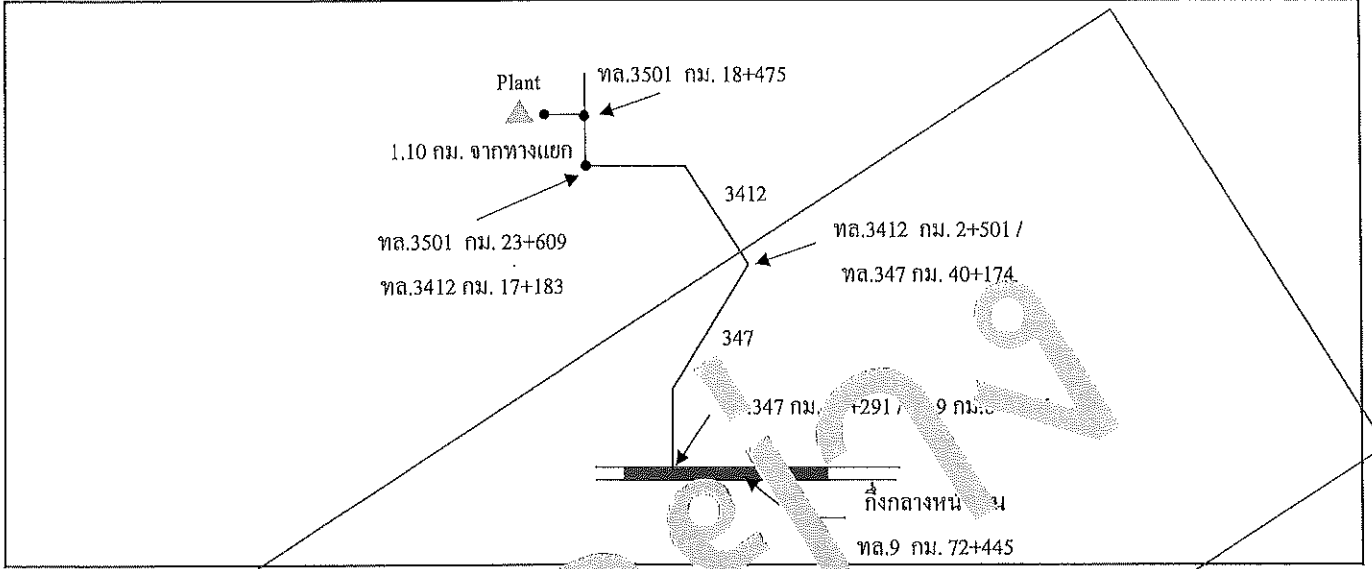 Plant
ทล.3501 กม. 18+475
1.10 กม. จากทางแยก
3412
ทล.3501 กม. 23+609
ทล.3412 กม. 17+183
ทล.3412 กม. 2+501 /
ทล.347 กม. 40+174
347
.347 กม. +291 / 9 กม.
กึ่งกลางหน
ทล.9 กม. 72+445